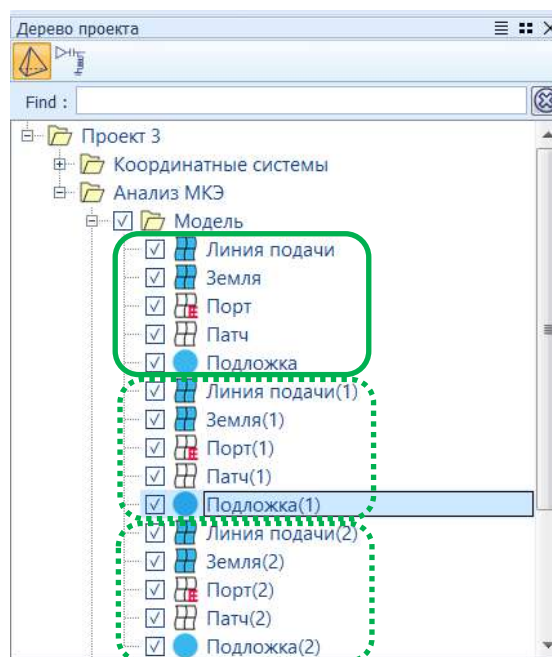 Дерево проекта
Find :
Проект 3
Координатные системы
Анализ МКЭ
Модель
Линия подачи
Земля
Порт
Патч
Подложка
Линия подачи(1)
Земля(1)
Порт(1)
Патч(1)
Подложка(1)
Линия подачи(2)
Земля(2)
Порт(2)
Патч(2)
Подложка(2)